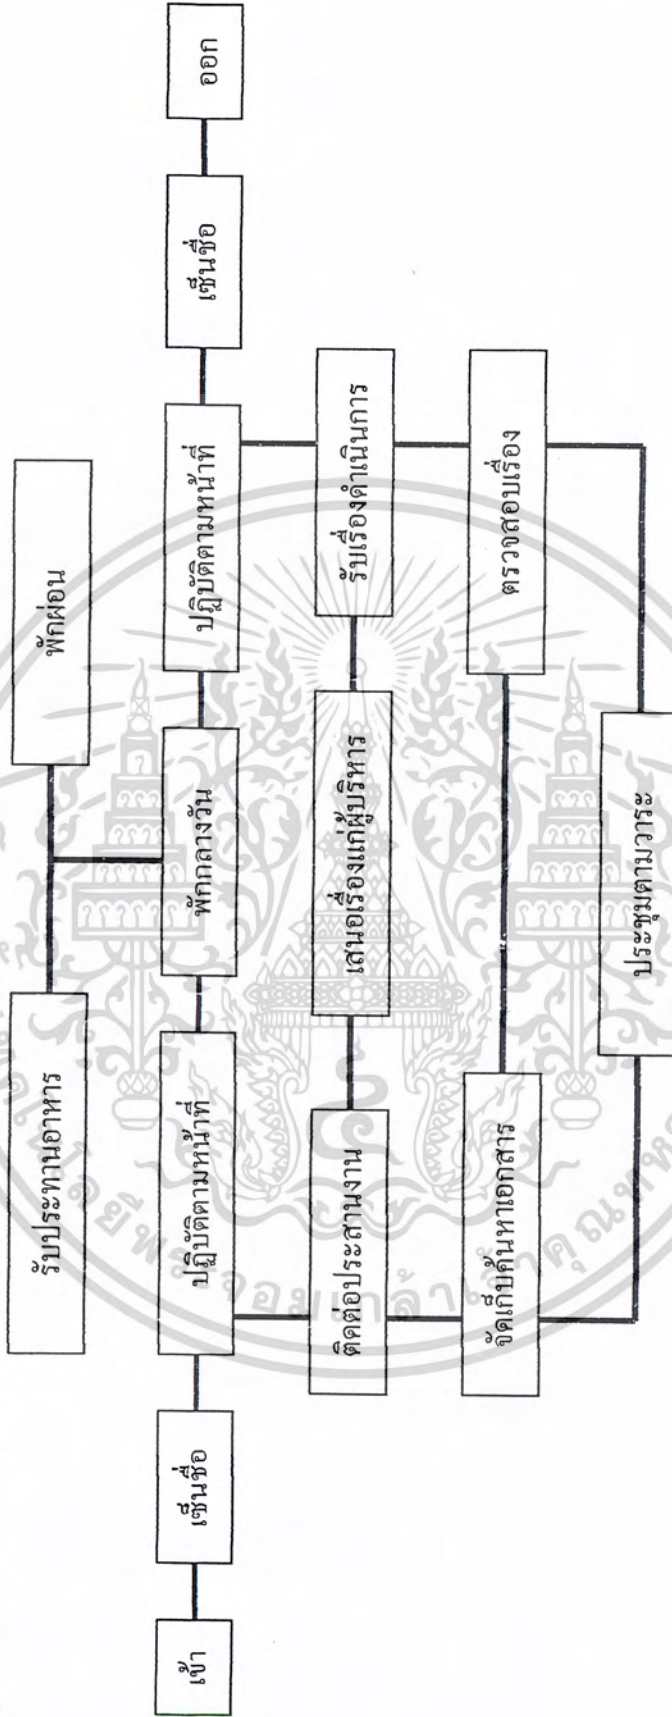 รับประทานอาหาร
พักผ่อน
เข้า
เซ็นชื่อ
ปฏิบัติตามหน้าที่
พักกลางวัน
ปฏิบัติตามหน้าที่
เซ็นชื่อ
ออก
ติดต่อประสานงาน
เสนอเรื่องแก่ผู้บริหาร
รับเรื่องดำเนินการ
จัดเก็บค้นหาเอกสาร
ตรวจสอบเรื่อง
ประชุมตามวาระ